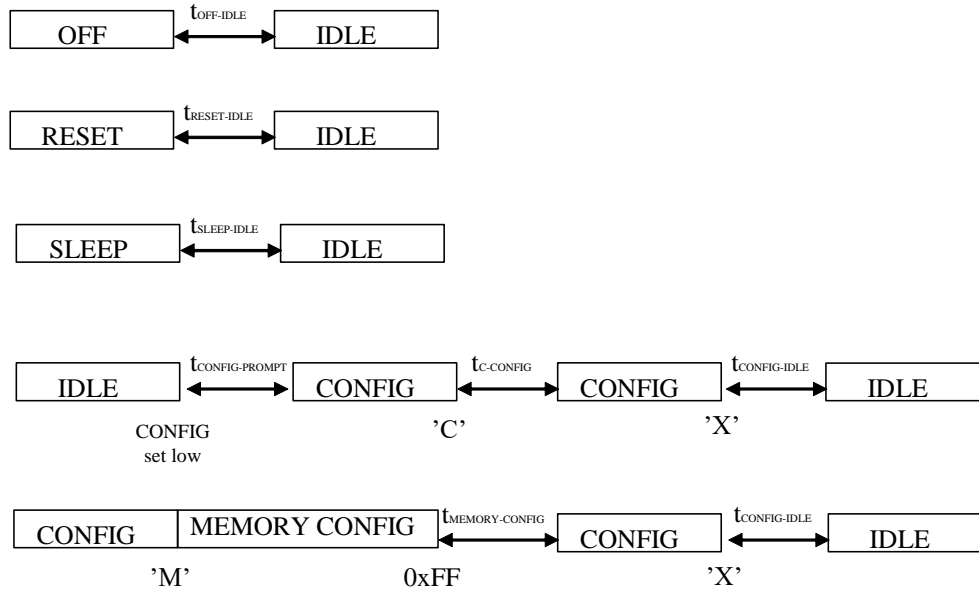 tOFF-IDLE
OFF IDLE
tRESET-IDLE
RESET IDLE
tSLEEP-IDLE
SLEEP IDLE
tCONFIG-PROMPT tC-CONFIG tCONFIG-IDLE
IDLE CONFIG CONFIG IDLE
CONFIG
set low
’C’ ’X’
tMEMORY-CONFIG tCONFIG-IDLE
CONFIG MEMORY CONFIG CONFIG IDLE
’M’ 0xFF ’X’